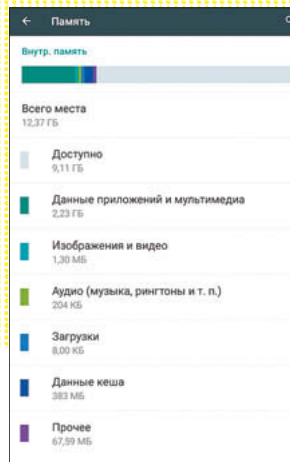 Память
Внутр. память
Всего места
12,37 ГБ
Доступно
9,11 ГБ
Данные приложений и мультимедиа
2,23 ГБ
Изображения и видео
1,30 МБ
Аудио (музыка, рингтоны и т. п.)
204 КБ
Загрузки
8,00 КБ
Данные кеша
383 МБ
Прочее
67,59 МБ